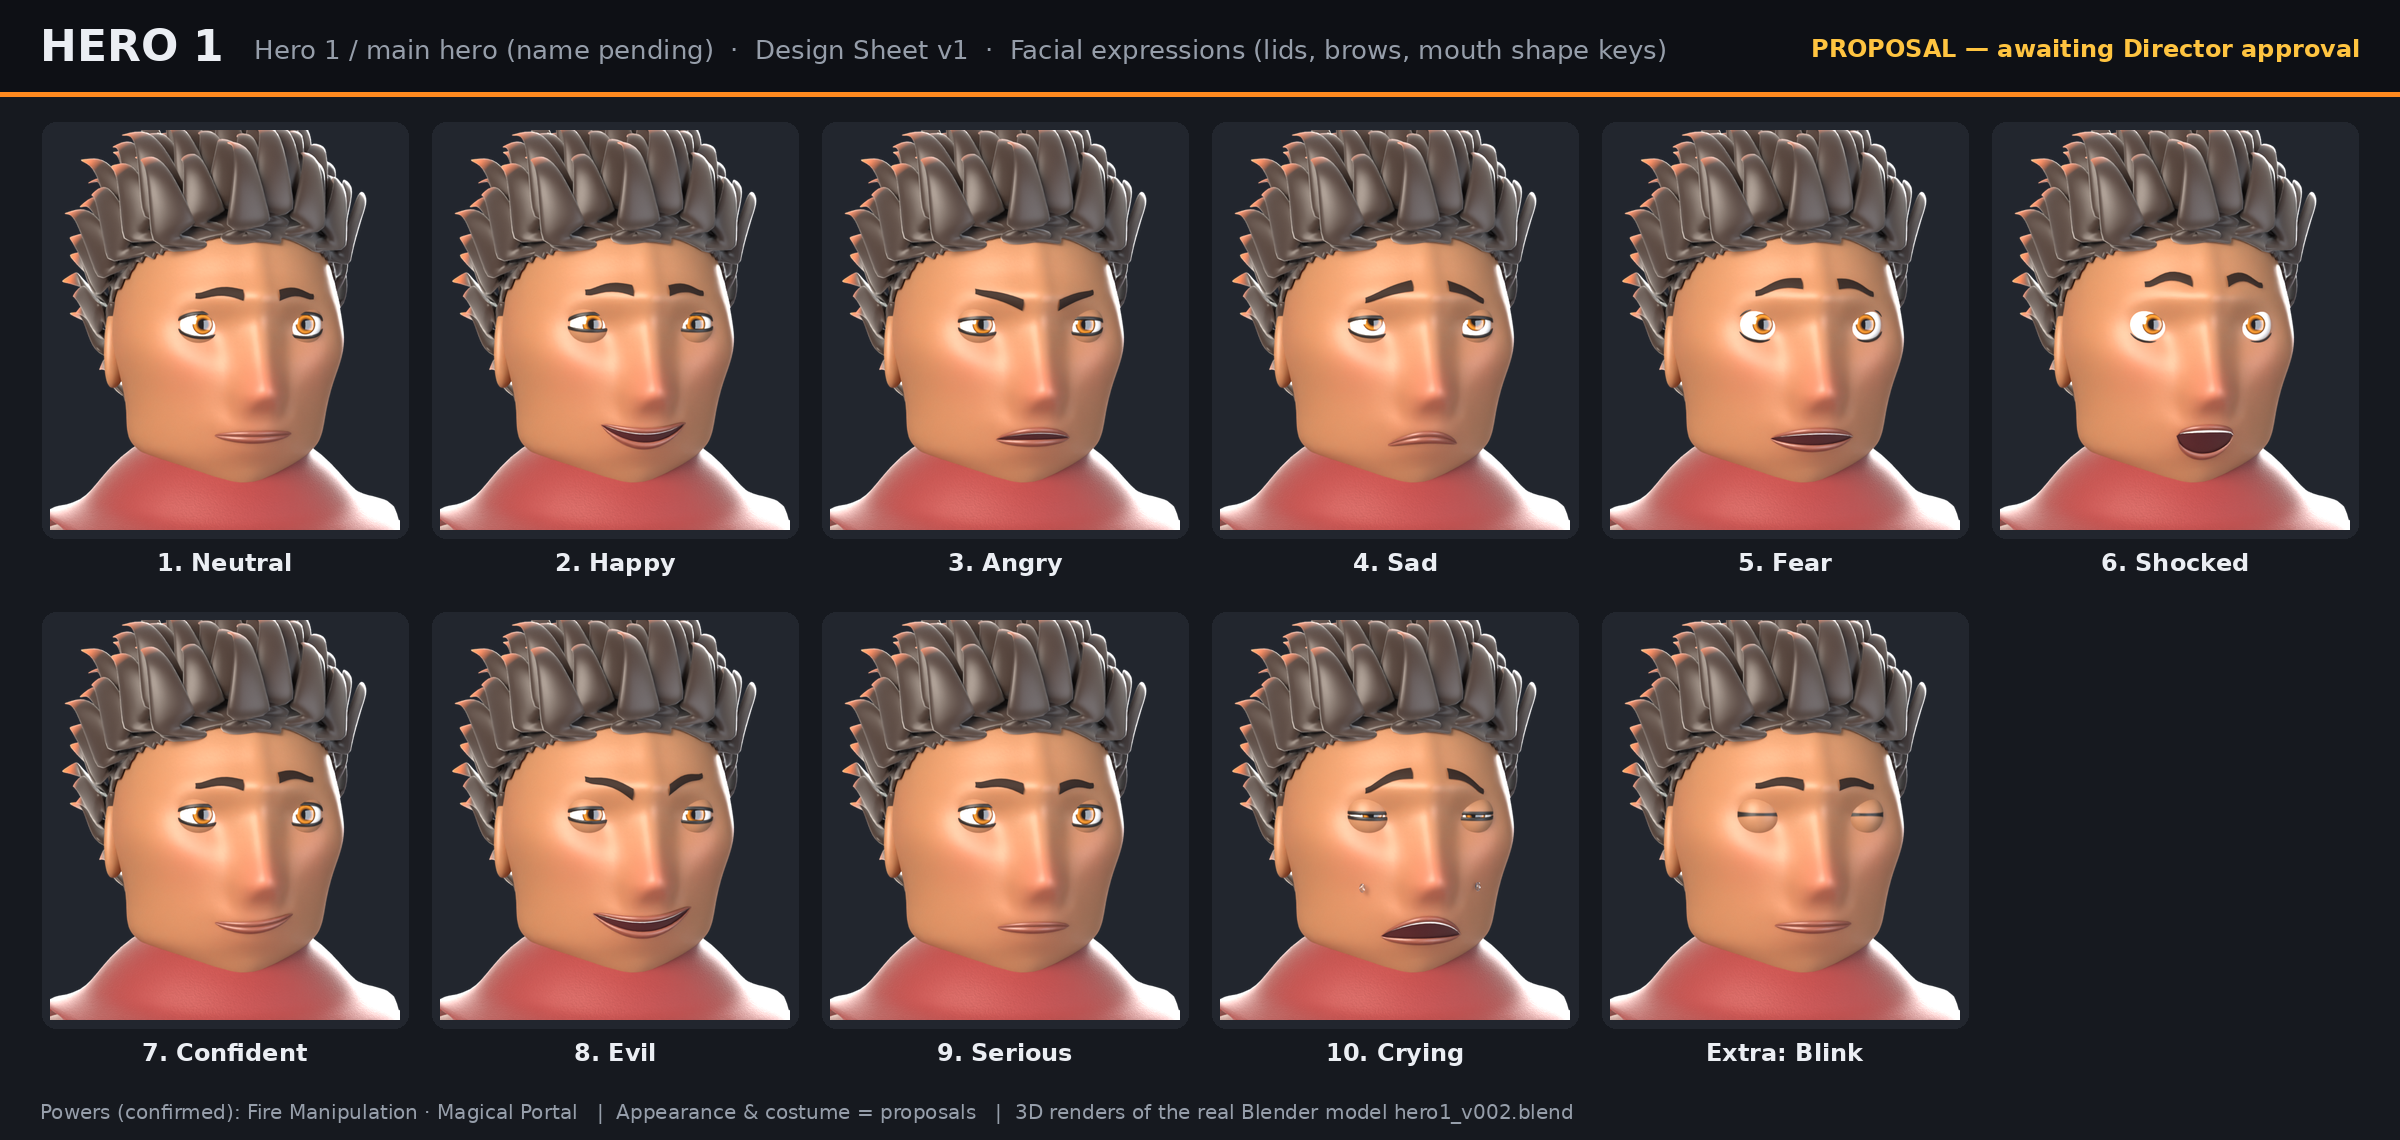 HERO 1 Hero 1 / main hero (name pending) · Design Sheet v1 · Facial expressions (lids, brows, mouth shape keys) PROPOSAL — awaiting Director approval
1. Neutral 2. Happy 3. Angry 4. Sad 5. Fear 6. Shocked
7. Confident 8. Evil 9. Serious 10. Crying Extra: Blink
Powers (confirmed): Fire Manipulation · Magical Portal | Appearance & costume = proposals | 3D renders of the real Blender model hero1_v002.blend